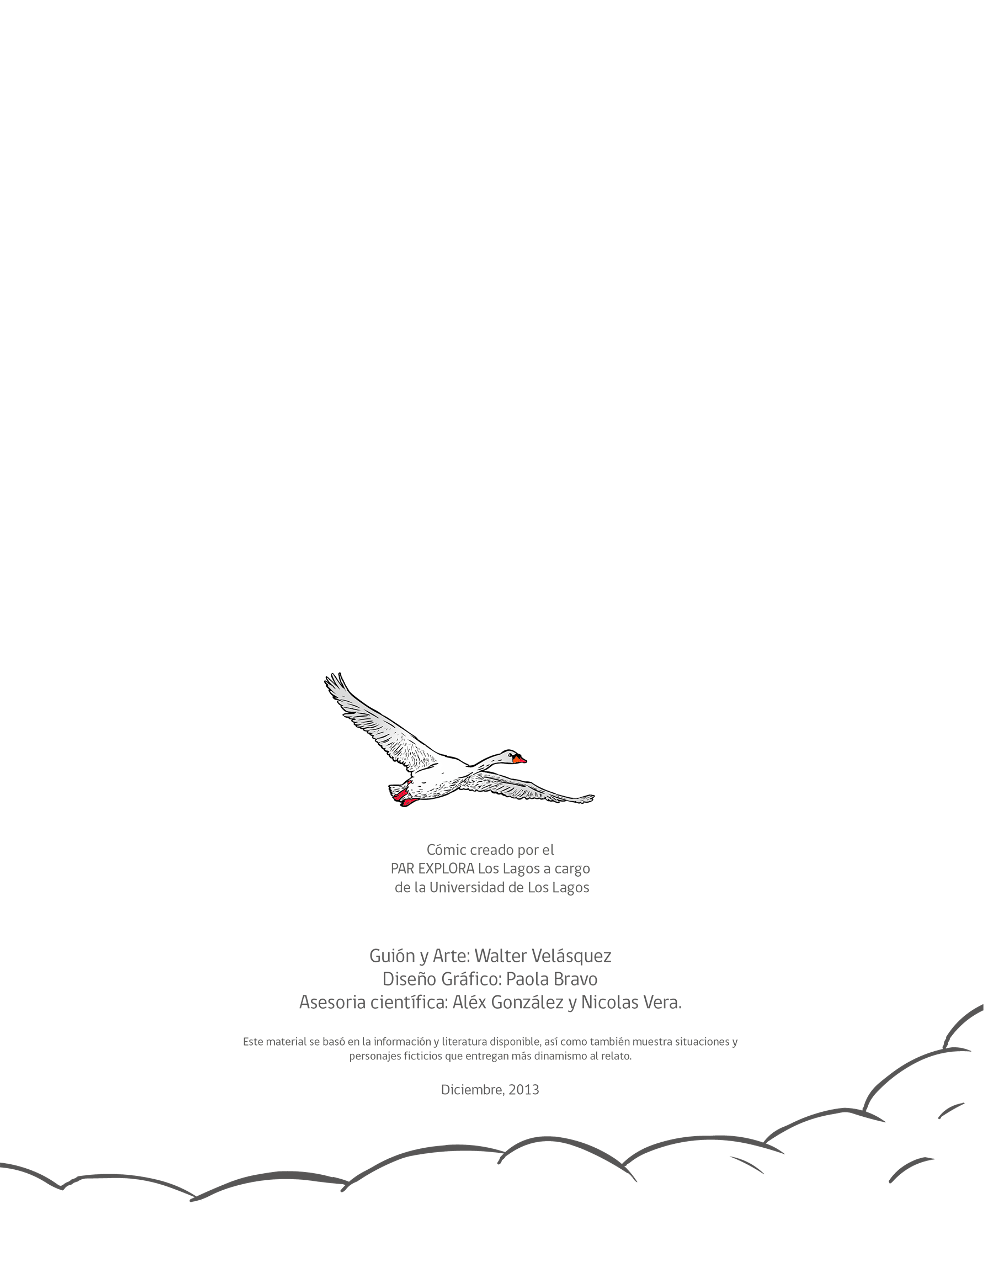 Cómic creado por el
PAR EXPLORA Los Lagos a cargo
de la Universidad de Los Lagos
Guión y Arte: Walter Velásquez
Diseño Gráfico: Paola Bravo
Asesoria científica: Aléx González y Nicolas Vera.
Este material se basó en la información y literatura disponible, así como también muestra situaciones y
personajes ficticios que entregan más dinamismo al relato.
Diciembre, 2013